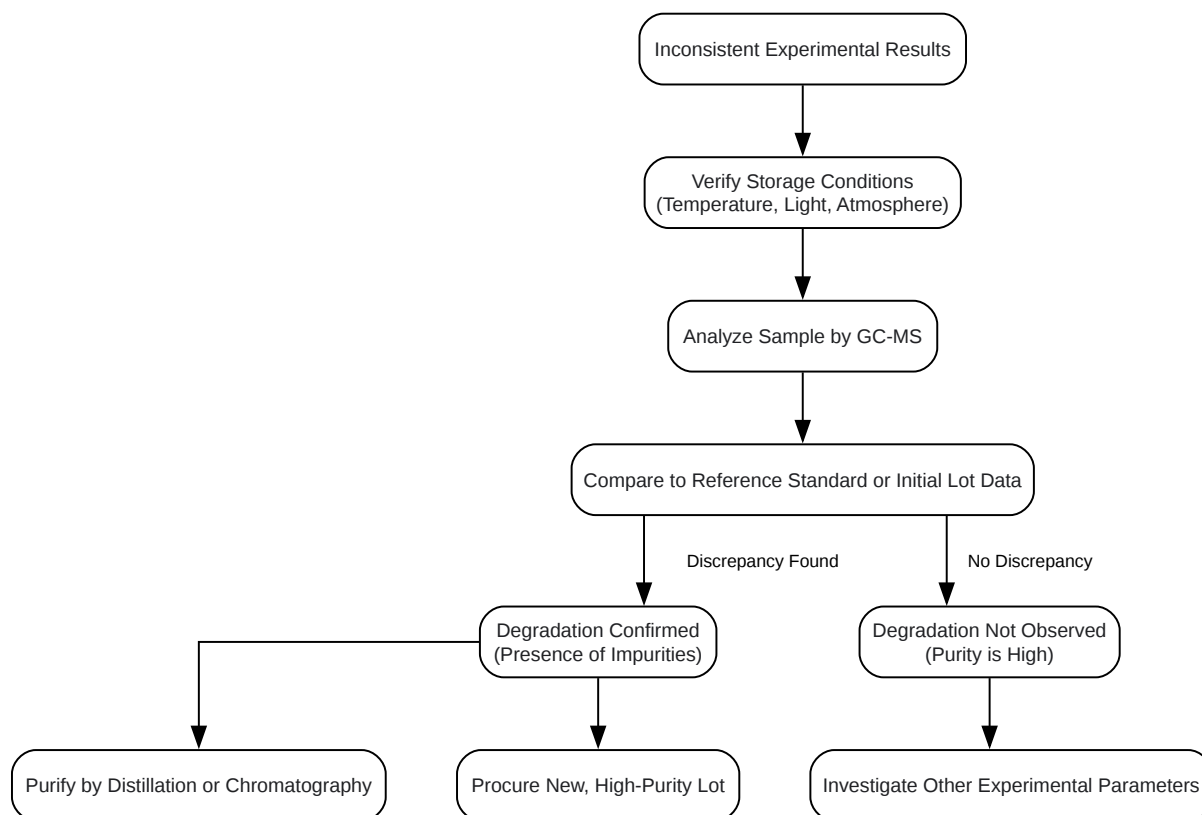 Inconsistent Experimental Results
Verify Storage Conditions
(Temperature, Light, Atmosphere)
Analyze Sample by GC-MS
Compare to Reference Standard or Initial Lot Data
Discrepancy Found
No Discrepancy
Degradation Confirmed
(Presence of Impurities)
Degradation Not Observed
(Purity is High)
Purify by Distillation or Chromatography
Procure New, High-Purity Lot
Investigate Other Experimental Parameters